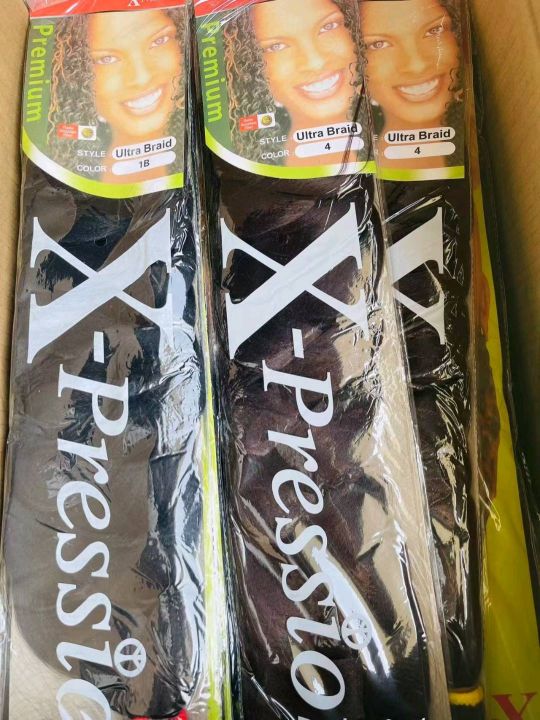 X
Premium
STYLE Ultra Braid
COLOR 1B
X-Pressio
Premium
STYLE Ultra Braid
COLOR 4
X-Pressio
Ultra Braid
4
X
X